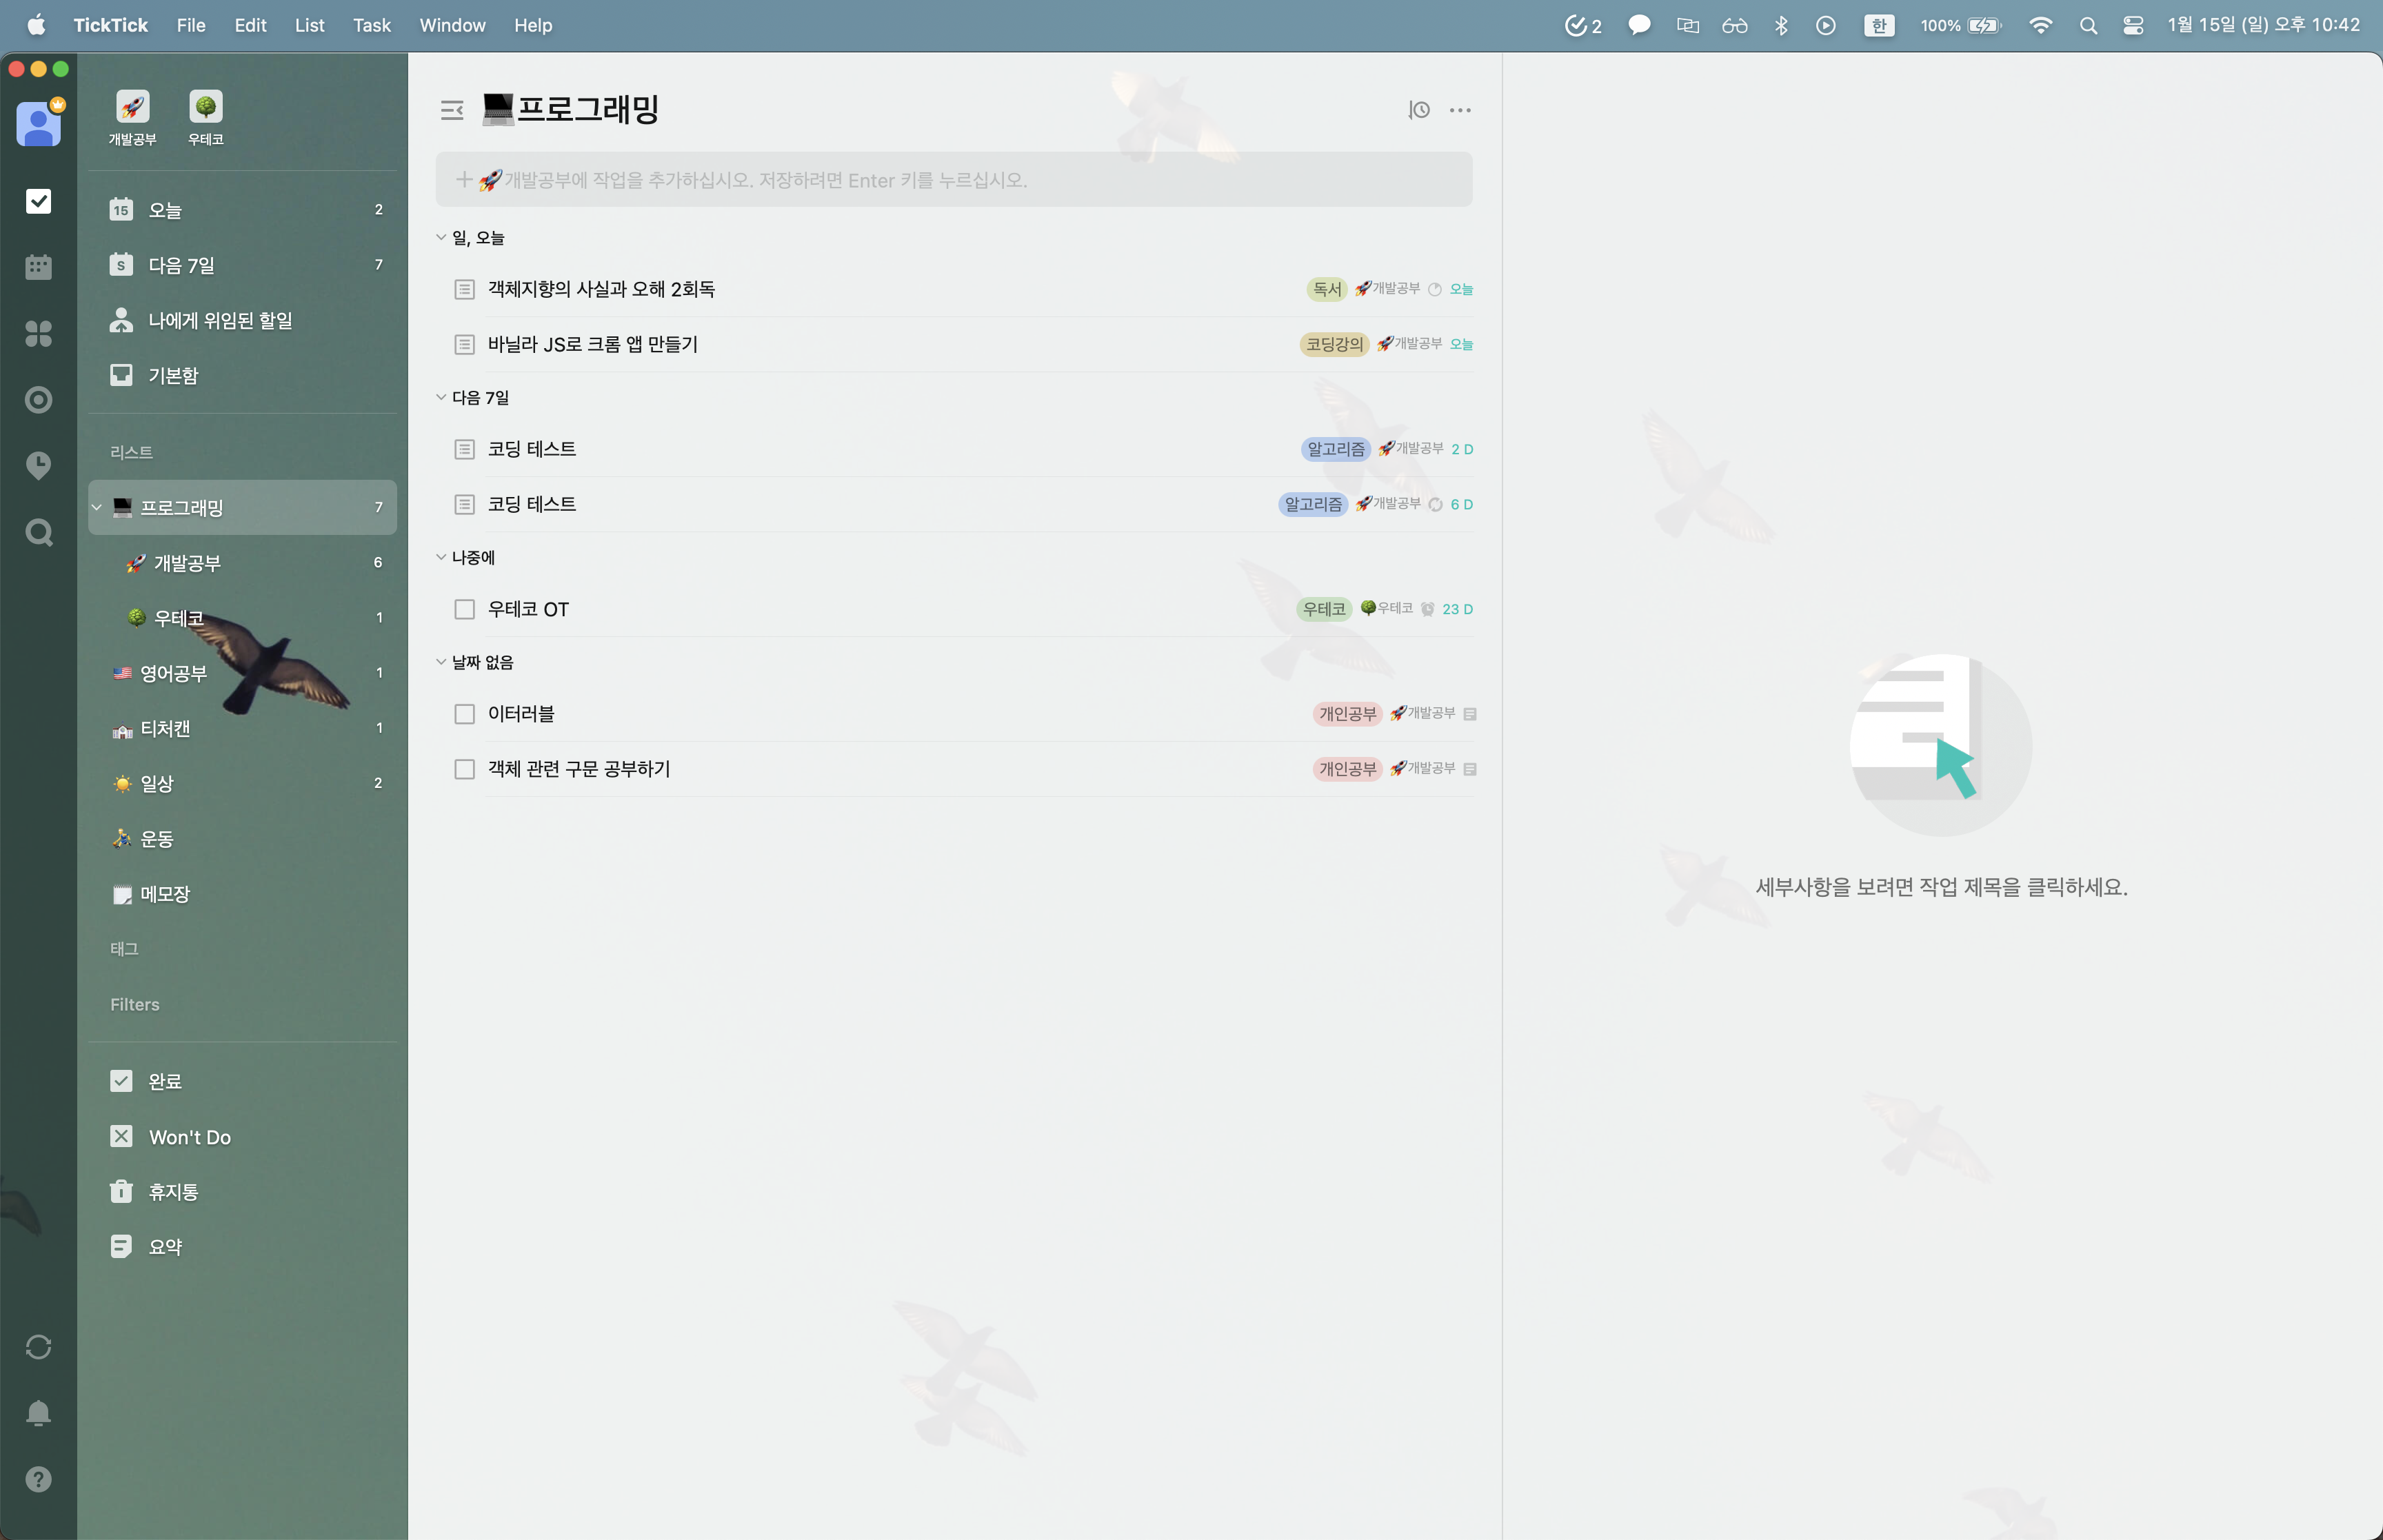 TickTick File Edit List Task Window Help
2 한 100% 1월 15일 (일) 오후 10:42
개발공부 우테코
15 오늘 2
S 다음 7일 7
나에게 위임된 할일
기본함
리스트
프로그래밍 7
개발공부 6
우테코 1
영어공부 1
티처캔 1
일상 2
운동
메모장
태그
Filters
완료
Won't Do
휴지통
요약
프로그래밍
개발공부에 작업을 추가하십시오. 저장하려면 Enter 키를 누르십시오.
일, 오늘
객체지향의 사실과 오해 2회독 독서 개발공부 오늘
바닐라 JS로 크롬 앱 만들기 코딩강의 개발공부 오늘
다음 7일
코딩 테스트 알고리즘 개발공부 2 D
코딩 테스트 알고리즘 개발공부 6 D
나중에
우테코 OT 우테코 우테코 23 D
날짜 없음
이터러블 개인공부 개발공부
객체 관련 구문 공부하기 개인공부 개발공부
세부사항을 보려면 작업 제목을 클릭하세요.